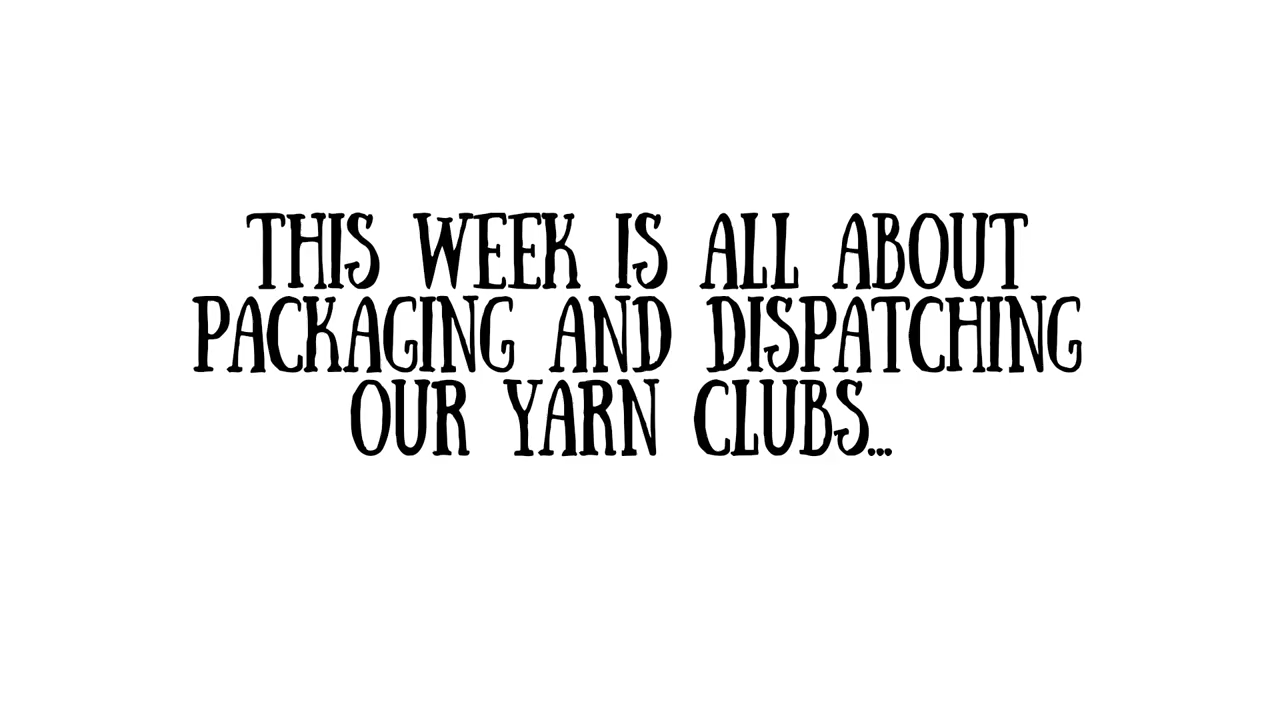 THIS WEEK IS ALL ABOUT
PACKAGING AND DISPATCHING
OUR YARN CLUBS...